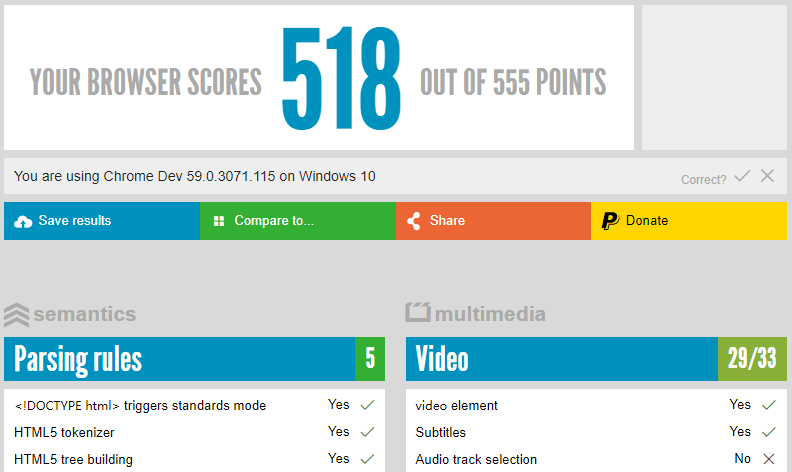 YOUR BROWSER SCORES 518 OUT OF 555 POINTS
You are using Chrome Dev 59.0.3071.115 on Windows 10 Correct?
Save results Compare to... Share Donate
semantics
Parsing rules 5
<!DOCTYPE html> triggers standards mode Yes
HTML5 tokenizer Yes
HTML5 tree building Yes
multimedia
Video 29/33
video element Yes
Subtitles Yes
Audio track selection No